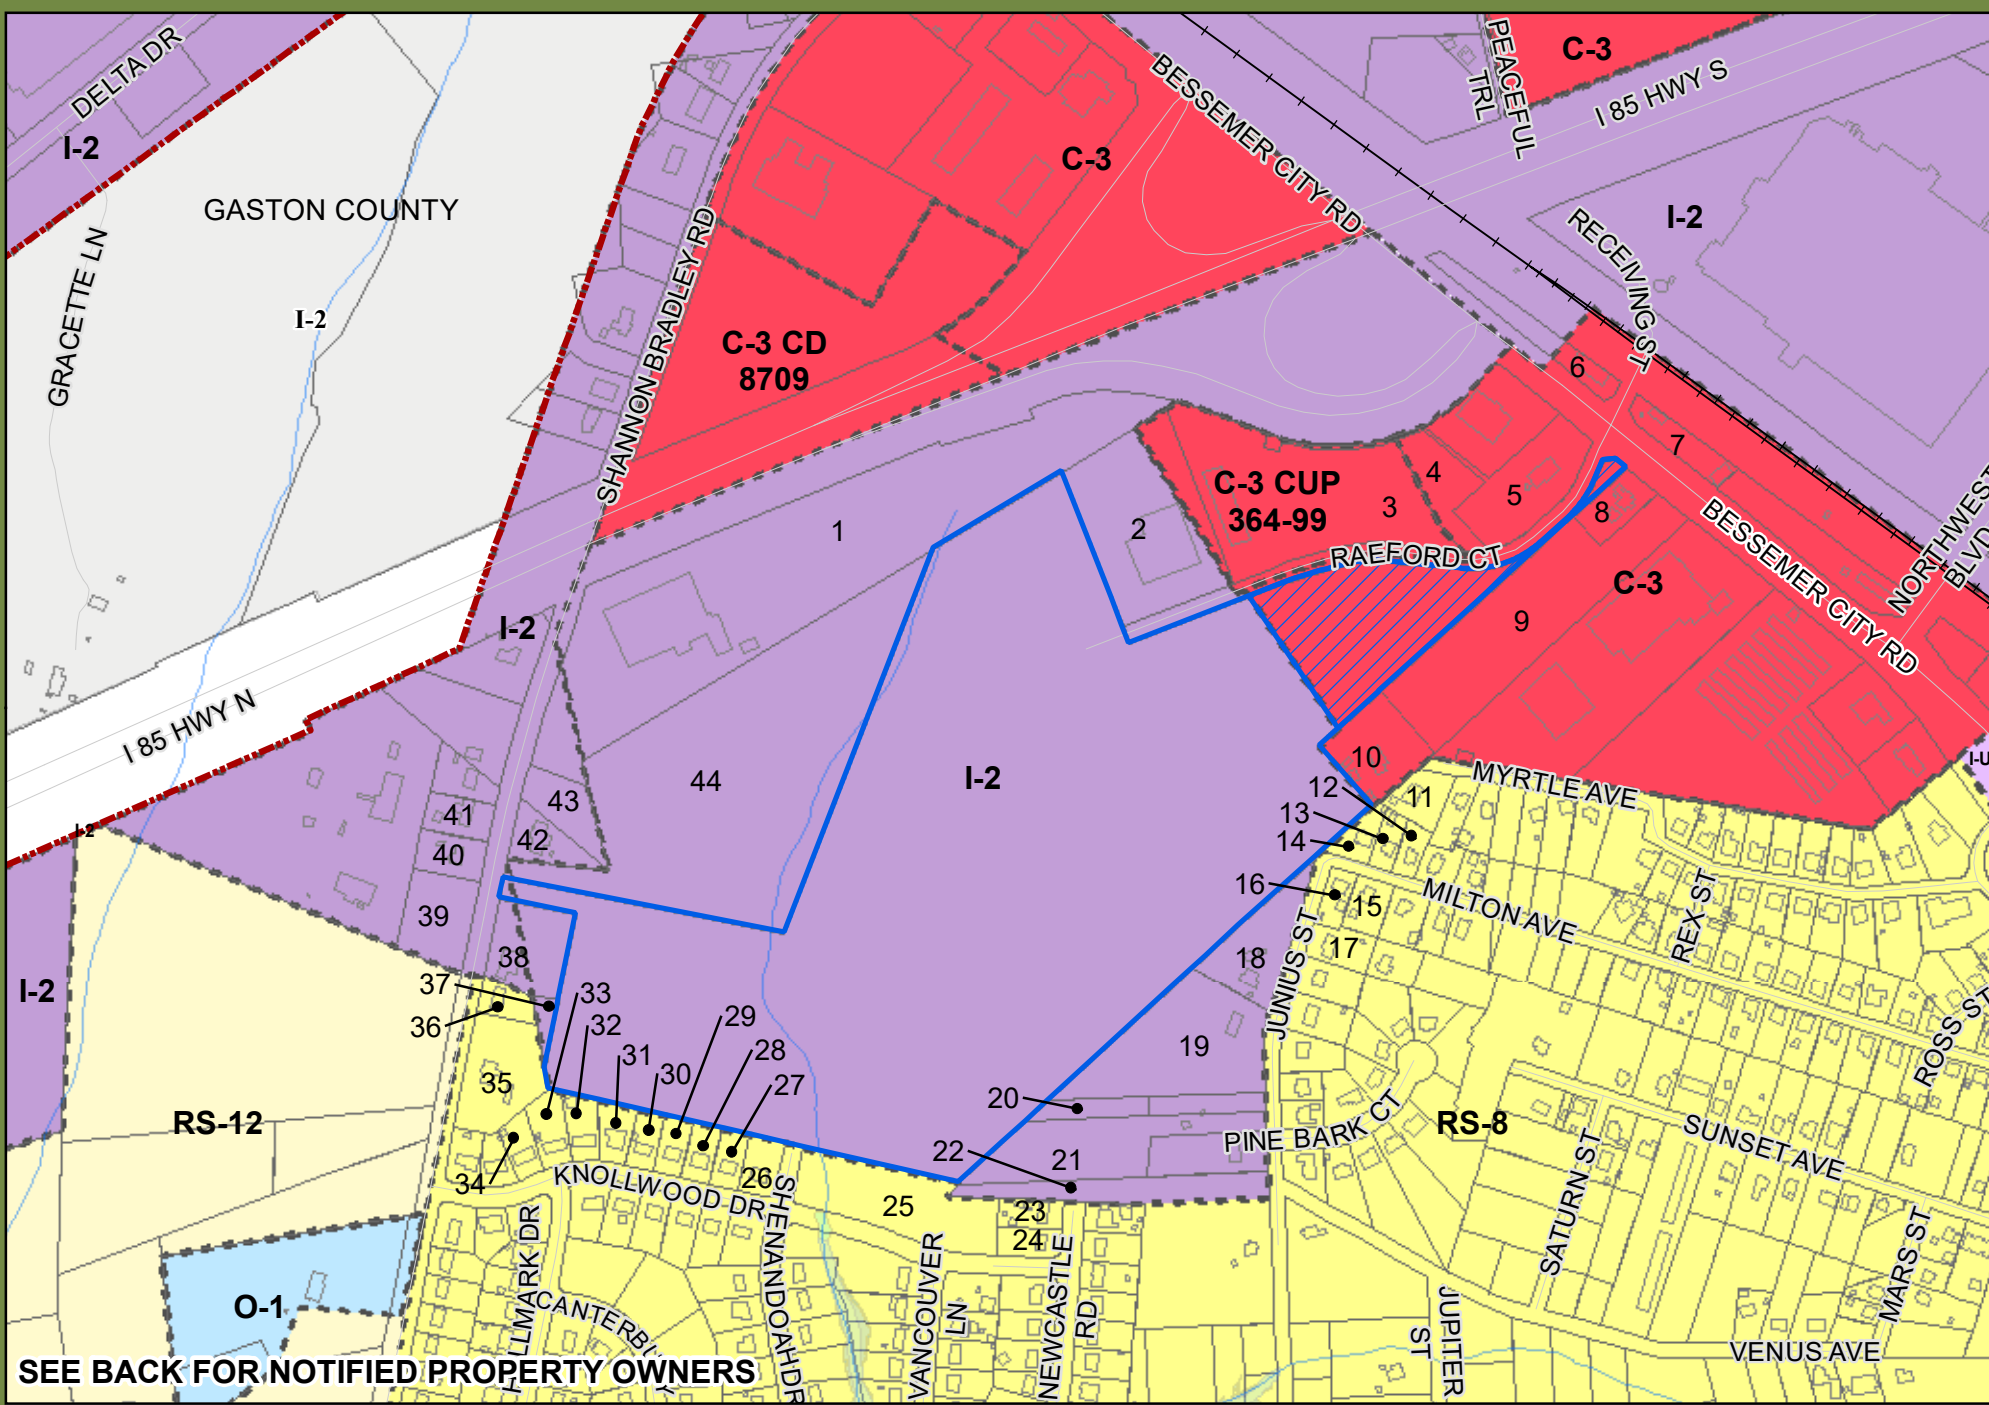 DELTA DR
I-2
GASTON COUNTY
GRACETTE LN
I-2
SHANNON BRADLEY RD
C-3 CD
8709
C-3
BESSEMER CITY RD
PEACEFUL
TRL
C-3
I 85 HWY S
I-2
RECEIVING ST
6
7
C-3 CUP
364-99
3
4
5
8
1
2
RAEFORD CT
BESSEMER CITY RD
NORTHWEST
BLVD
C-3
9
I-2
I 85 HWY N
44
I-2
10
I-U
MYRTLE AVE
11
12
13
14
43
41
42
40
I-2
16
15
MILTON AVE
REX ST
39
38
18
17
JUNIUS ST
I-2
37
33
36
32
29
31
28
30
27
19
ROSS ST
35
20
PINE BARK CT
RS-8
SUNSET AVE
RS-12
22
21
34
KNOLLWOOD DR
26
25
23
24
SATURN ST
MARS ST
SHENANDOAH DR
VANCOUVER
LN
NEWCASTLE
RD
O-1
CANTERBU
JUPITER
ST
VENUS AVE
SEE BACK FOR NOTIFIED PROPERTY OWNERS